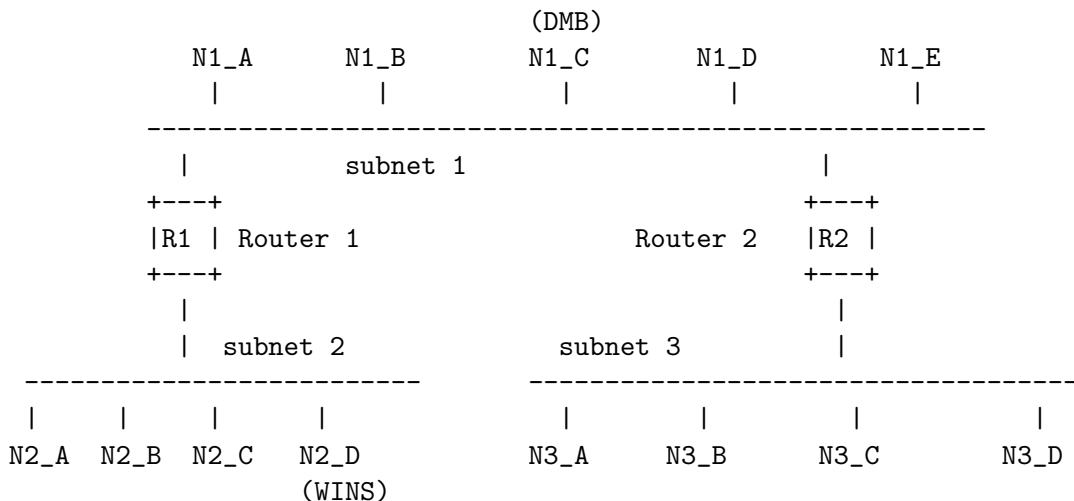 (DMB)
N1_A N1_B N1_C N1_D N1_E
| | | | |
-------------------------------------------------------
| subnet 1 |
+---+ +---+
|R1 | Router 1 Router 2 |R2 |
+---+ +---+
| |
| subnet 2 subnet 3 |
-------------------------- ------------------------------------
| | | | | | | |
N2_A N2_B N2_C N2_D N3_A N3_B N3_C N3_D
(WINS)